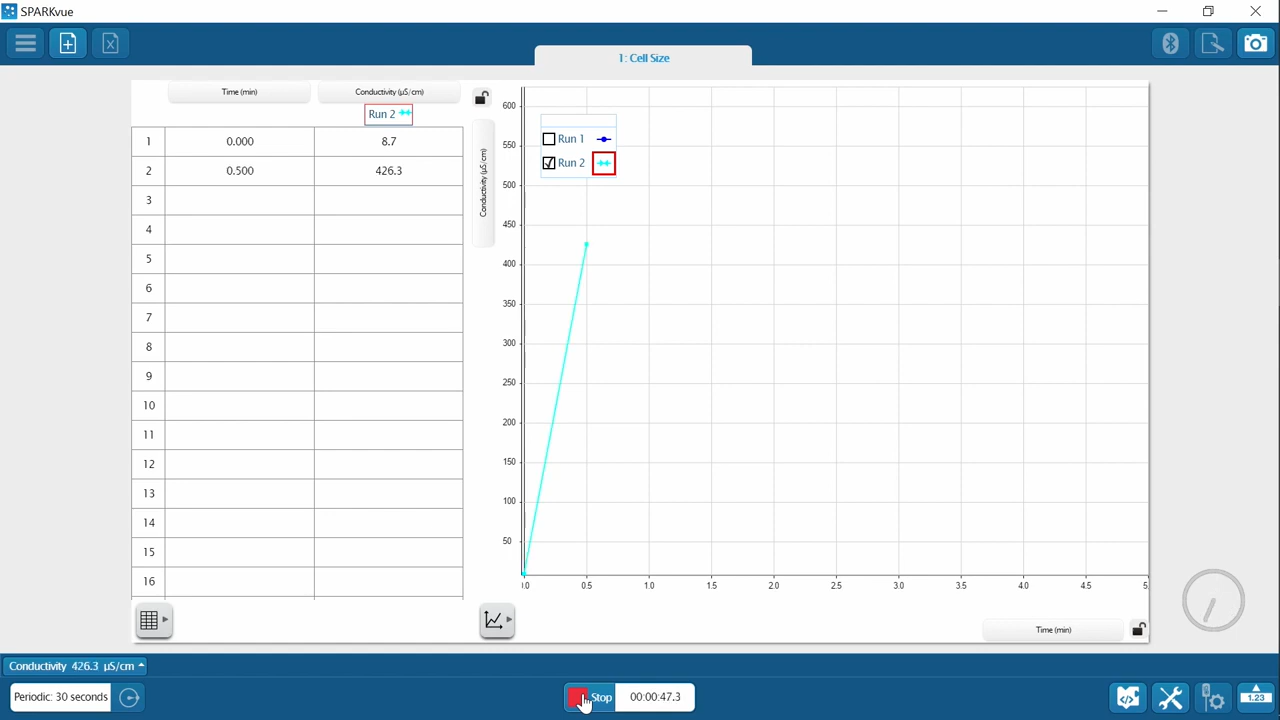 SPARKvue
1: Cell Size
Time (min) Conductivity (µS/cm)
Run 2
1 0.000 8.7
2 0.500 426.3
3
4
5
6
7
8
9
10
11
12
13
14
15
16
Conductivity (µS/cm)
Run 1
Run 2
600
550
500
450
400
350
300
250
200
150
100
50
0.0 0.5 1.0 1.5 2.0 2.5 3.0 3.5 4.0 4.5 5.
Time (min)
Conductivity 426.3 µS/cm
Periodic: 30 seconds
Stop 00:00:47.3
1.23